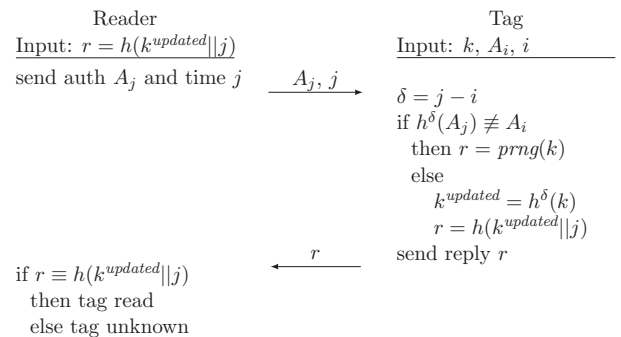 Reader
Input: r = h(k^updated||j)
send auth A_j and time j
A_j, j
Tag
Input: k, A_i, i
δ = j − i
if h^δ(A_j) ≢ A_i
then r = prng(k)
else
k^updated = h^δ(k)
r = h(k^updated||j)
send reply r
r
if r ≡ h(k^updated||j)
then tag read
else tag unknown